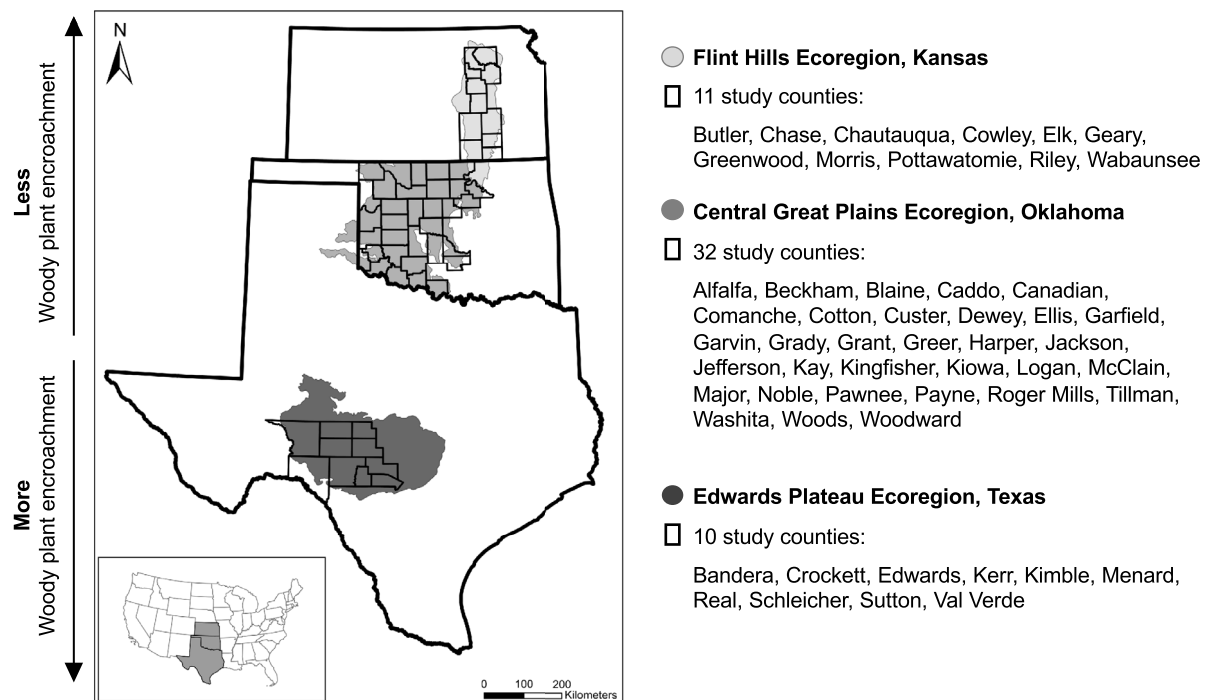 N
Less
Woody plant encroachment
More
Woody plant encroachment
0 100 200
Kilometers
Flint Hills Ecoregion, Kansas
11 study counties:
Butler, Chase, Chautauqua, Cowley, Elk, Geary,
Greenwood, Morris, Pottawatomie, Riley, Wabaunsee
Central Great Plains Ecoregion, Oklahoma
32 study counties:
Alfalfa, Beckham, Blaine, Caddo, Canadian,
Comanche, Cotton, Custer, Dewey, Ellis, Garfield,
Garvin, Grady, Grant, Greer, Harper, Jackson,
Jefferson, Kay, Kingfisher, Kiowa, Logan, McClain,
Major, Noble, Pawnee, Payne, Roger Mills, Tillman,
Washita, Woods, Woodward
Edwards Plateau Ecoregion, Texas
10 study counties:
Bandera, Crockett, Edwards, Kerr, Kimble, Menard,
Real, Schleicher, Sutton, Val Verde